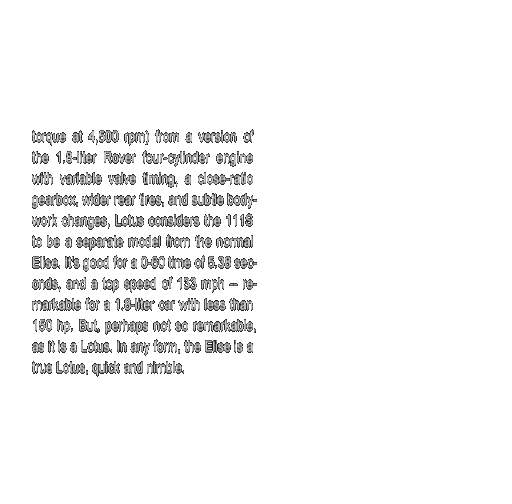 torque at 4,500 rpm) from a version of
the 1.8-liter Rover four-cylinder engine
with variable valve timing, a close-ratio
gearbox, wider rear tires, and subtle body-
work changes, Lotus considers the 111S
to be a separate model from the normal
Elise. It's good for a 0-60 time of 5.38 sec-
onds, and a top speed of 133 mph – re-
markable for a 1.8-liter car with less than
150 hp. But, perhaps not so remarkable,
as it is a Lotus. In any form, the Elise is a
true Lotus, quick and nimble.